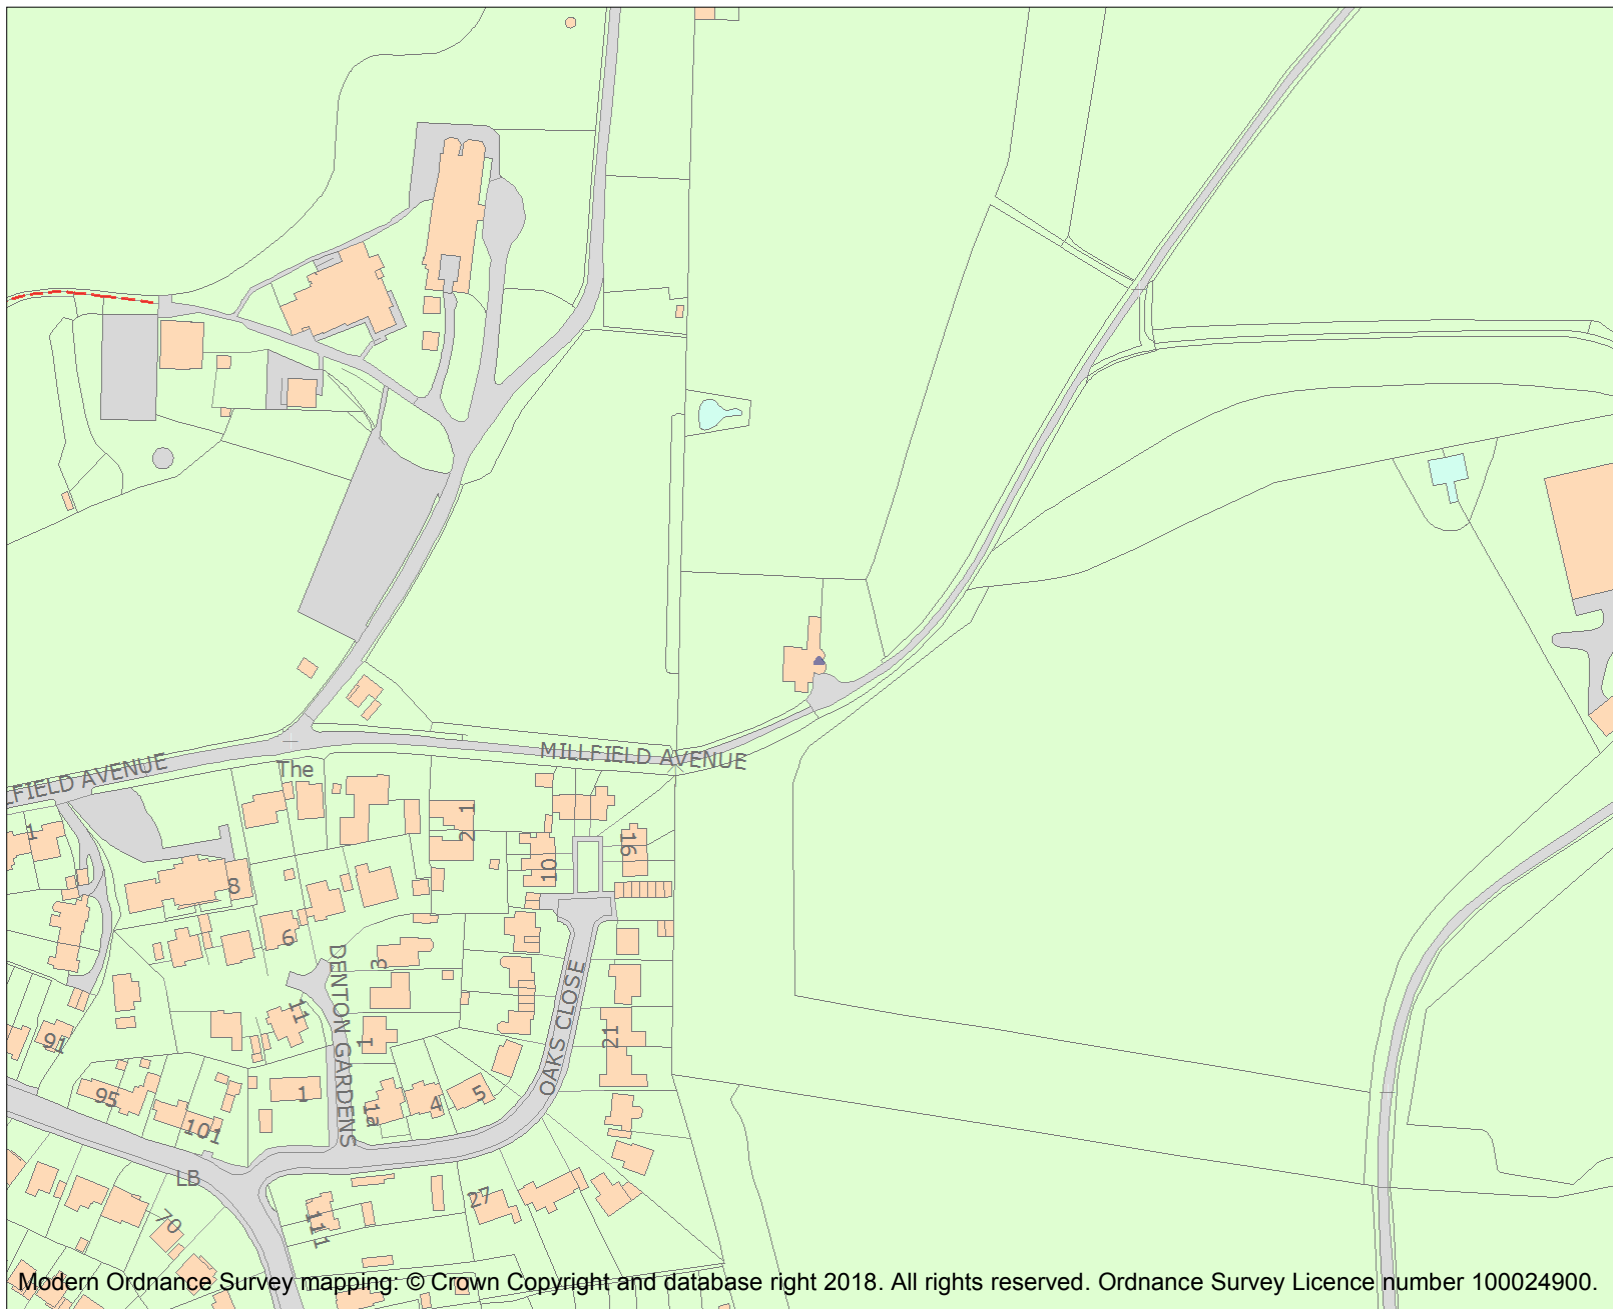 MILLFIELD AVENUE
LFIELD AVENUE
The
1
1
2
16
10
8
6
3
DENTON GARDENS
11
OAKS CLOSE
21
91
1
95
1
1a
4
5
101
LB
27
70
111
Modern Ordnance Survey mapping: © Crown Copyright and database right 2018. All rights reserved. Ordnance Survey Licence number 100024900.